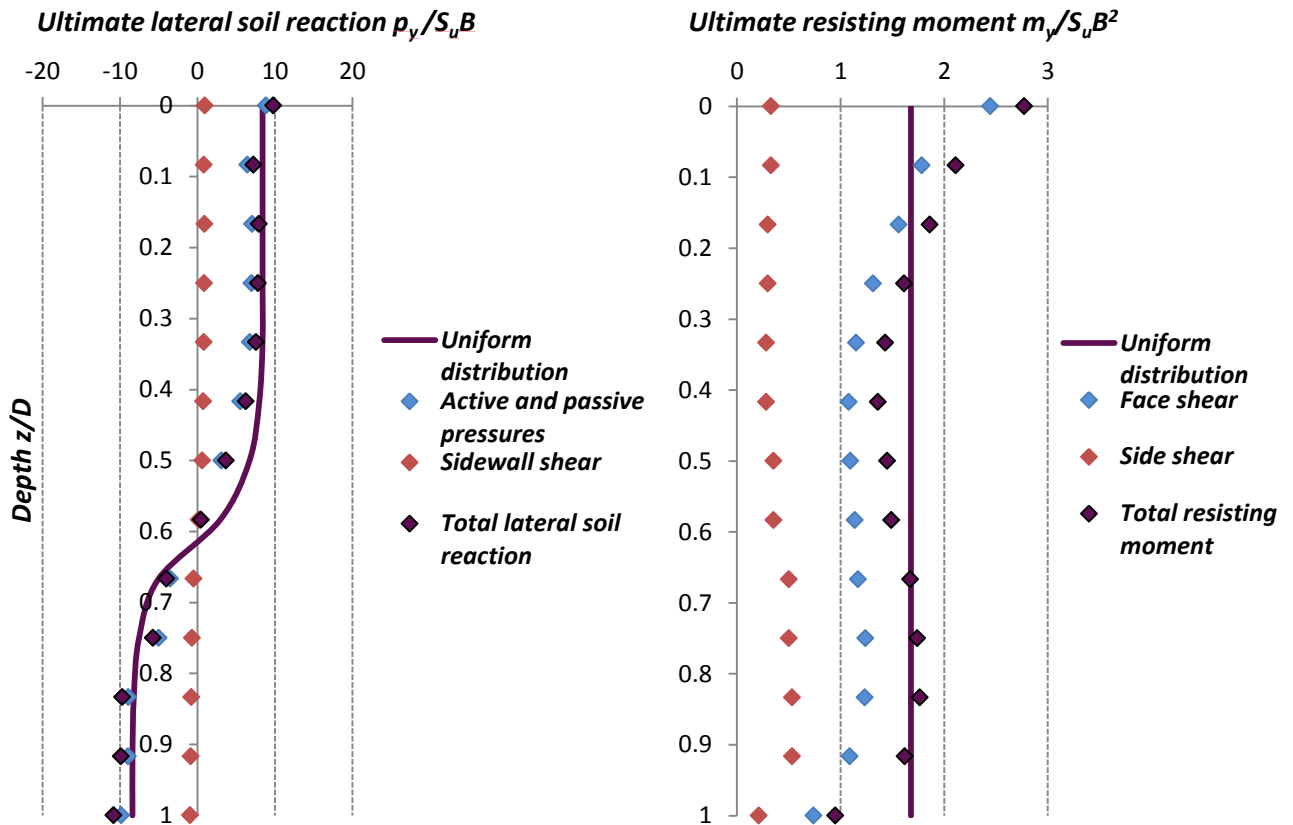 Ultimate lateral soil reaction p_y/S_uB
-20 -10 0 10 20
0
0.1
0.2
0.3
0.4
0.5
0.6
0.7
0.8
0.9
1
Depth z/D
Uniform
distribution
Active and passive
pressures
Sidewall shear
Total lateral soil
reaction
Ultimate resisting moment m_y/S_uB²
0 1 2 3
0
0.1
0.2
0.3
0.4
0.5
0.6
0.7
0.8
0.9
1
Uniform
distribution
Face shear
Side shear
Total resisting
moment